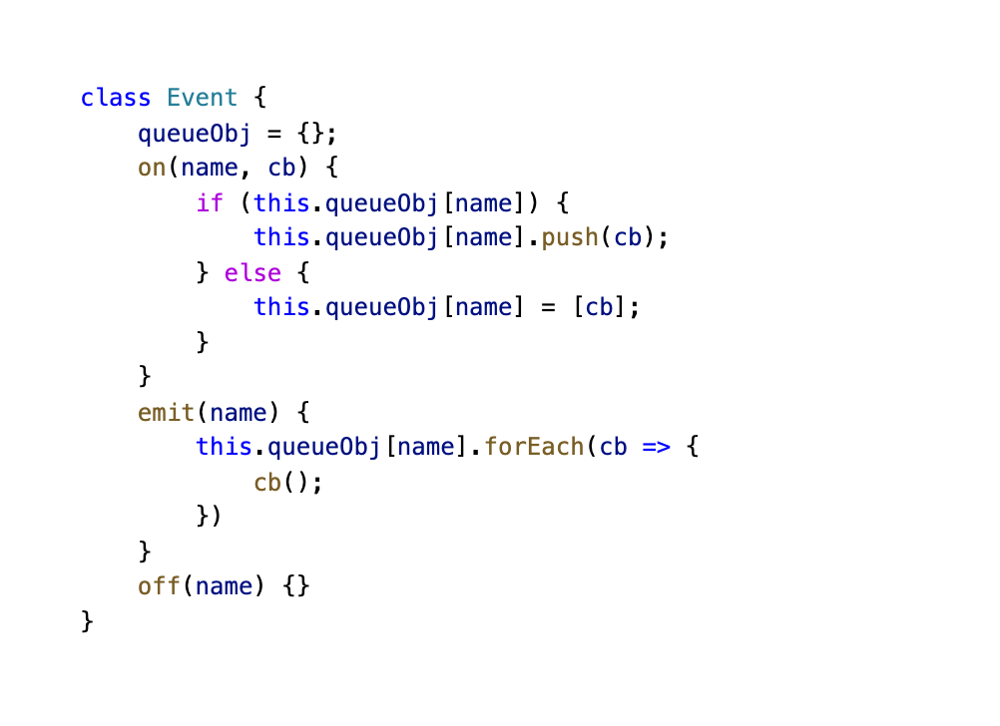 class Event {
    queueObj = {};
    on(name, cb) {
        if (this.queueObj[name]) {
            this.queueObj[name].push(cb);
        } else {
            this.queueObj[name] = [cb];
        }
    }
    emit(name) {
        this.queueObj[name].forEach(cb => {
            cb();
        })
    }
    off(name) {}
}